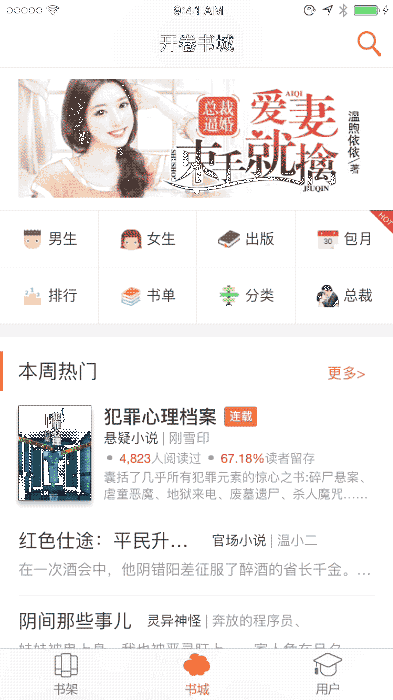 9:41 AM
开卷书城
总裁逼婚
爱妻
AIQI
束手就擒
JIUQIN
温煦依依 著
男生
女生
出版
30
包月
HOT
1 2 3
排行
书单
分类
总裁
本周热门
更多>
犯罪心理档案 连载
悬疑小说 | 刚雪印
4,823人阅读过 67.18%读者留存
囊括了几乎所有犯罪元素的惊心之书:碎尸悬案、
虐童恶魔、地狱来电、废墓遗尸、杀人魔咒……
红色仕途：平民升… 官场小说 | 温小二
在一次酒会中，他阴错阳差征服了醉酒的省长千金。…
阴间那些事儿 灵异神怪 | 奔放的程序员、
书架
书城
用户